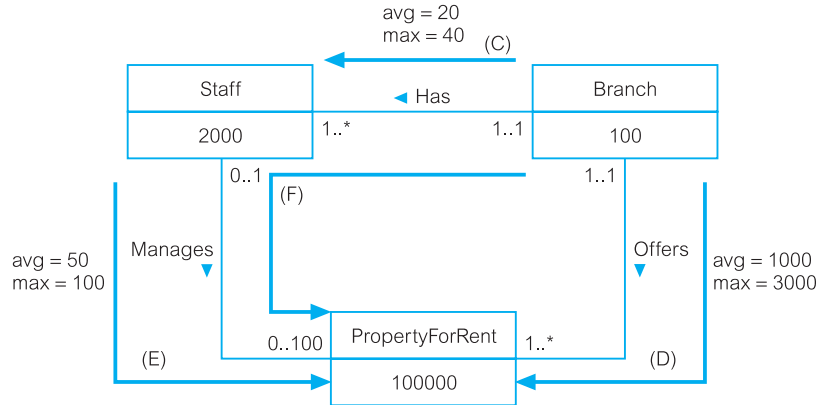 avg = 20
max = 40
(C)
Staff
Has
Branch
2000
1..*
1..1
100
0..1
(F)
1..1
Manages
Offers
avg = 50
max = 100
avg = 1000
max = 3000
0..100
PropertyForRent
1..*
(E)
100000
(D)